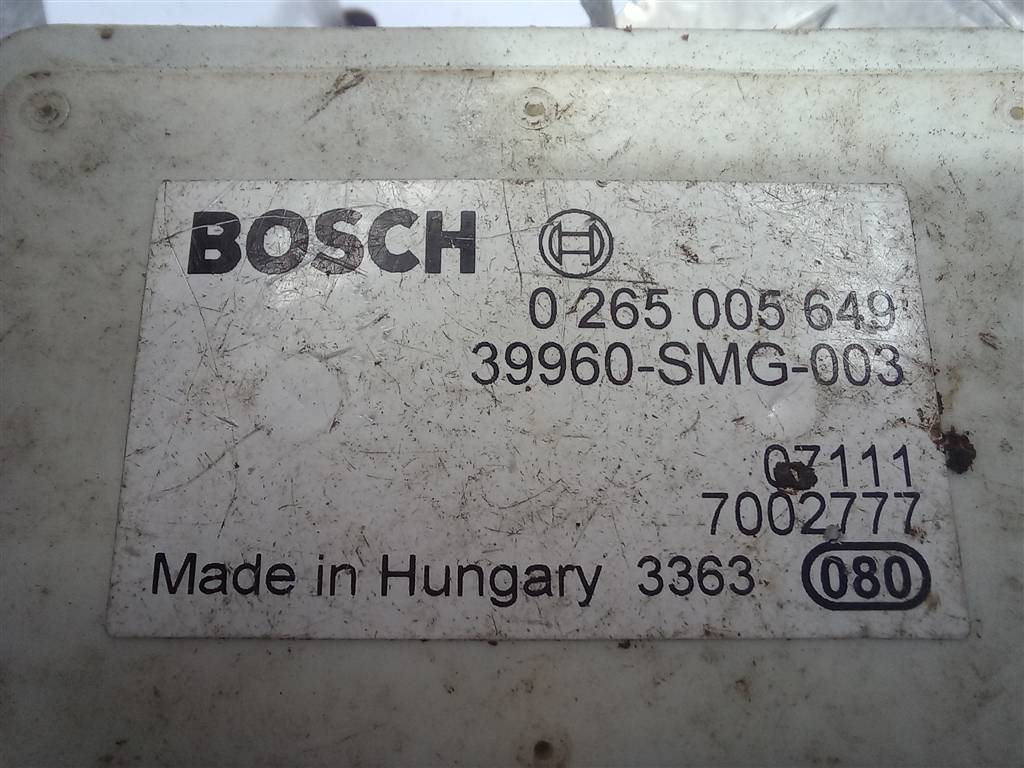 BOSCH
0 265 005 649
39960-SMG-003
07111
7002777
Made in Hungary 3363 080